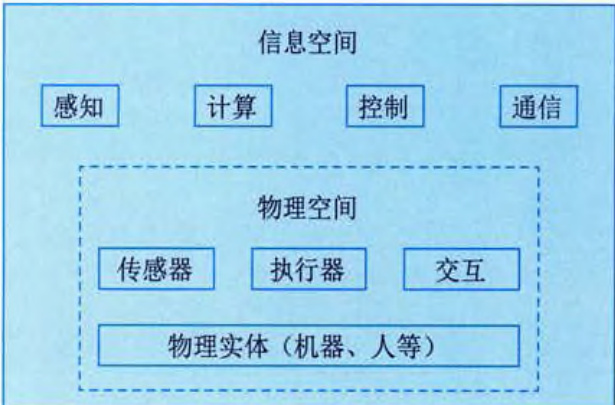 信息空间
感知 计算 控制 通信
物理空间
传感器 执行器 交互
物理实体（机器、人等）